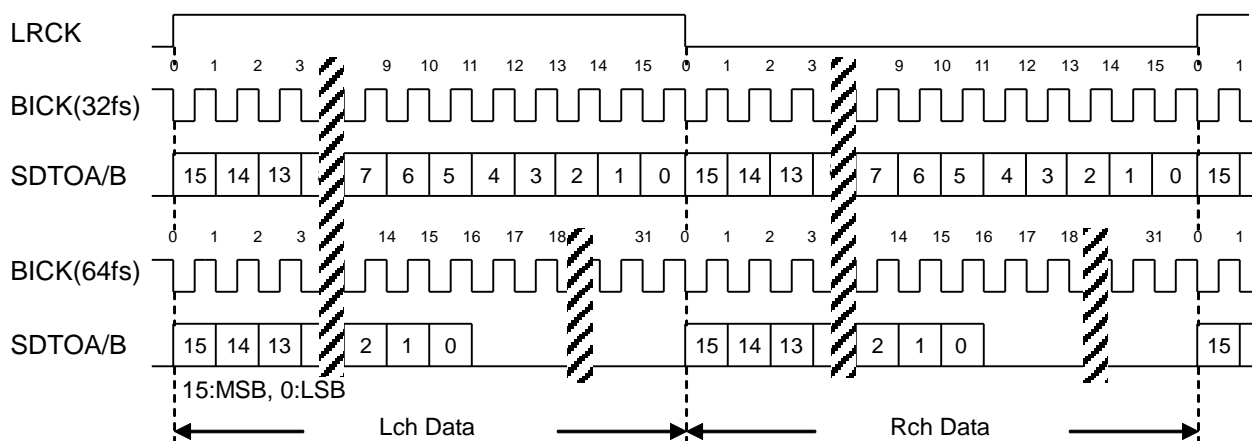 LRCK
0 1 2 3 9 10 11 12 13 14 15 0 1 2 3 9 10 11 12 13 14 15 0 1
BICK(32fs)
SDTOA/B 15 14 13 7 6 5 4 3 2 1 0 15 14 13 7 6 5 4 3 2 1 0 15
0 1 2 3 14 15 16 17 18 31 0 1 2 3 14 15 16 17 18 31 0 1
BICK(64fs)
SDTOA/B 15 14 13 2 1 0 15 14 13 2 1 0 15
15:MSB, 0:LSB
Lch Data Rch Data